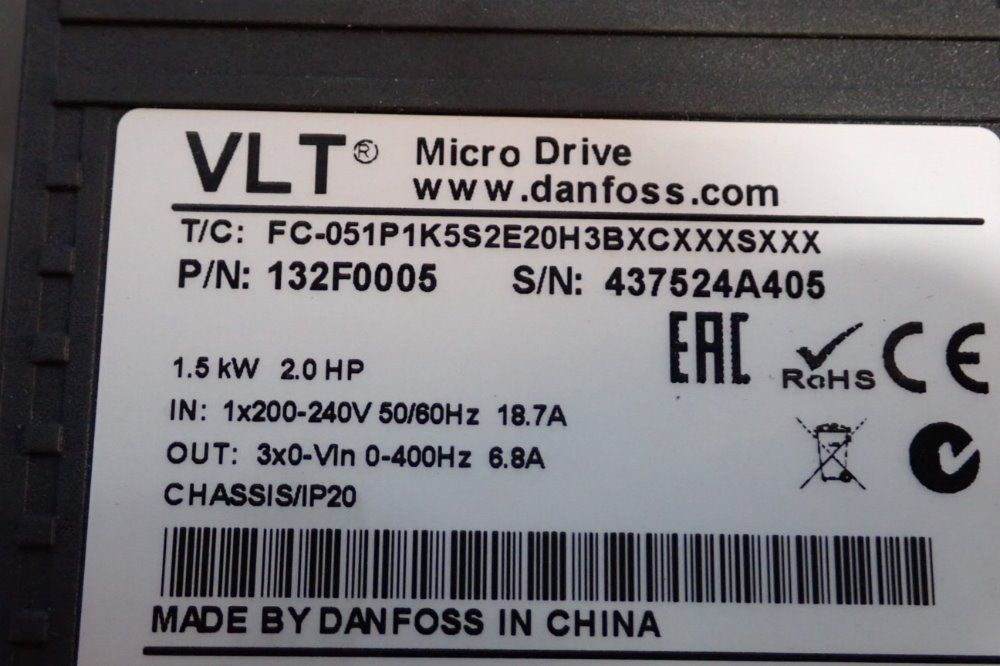 VLT® Micro Drive
www.danfoss.com
T/C: FC-051P1K5S2E20H3BXCXXXSXXX
P/N: 132F0005 S/N: 437524A405
EAC
RoHS CE
1.5 kW 2.0 HP
IN: 1x200-240V 50/60Hz 18.7A
OUT: 3x0-VIn 0-400Hz 6.8A
CHASSIS/IP20
MADE BY DANFOSS IN CHINA